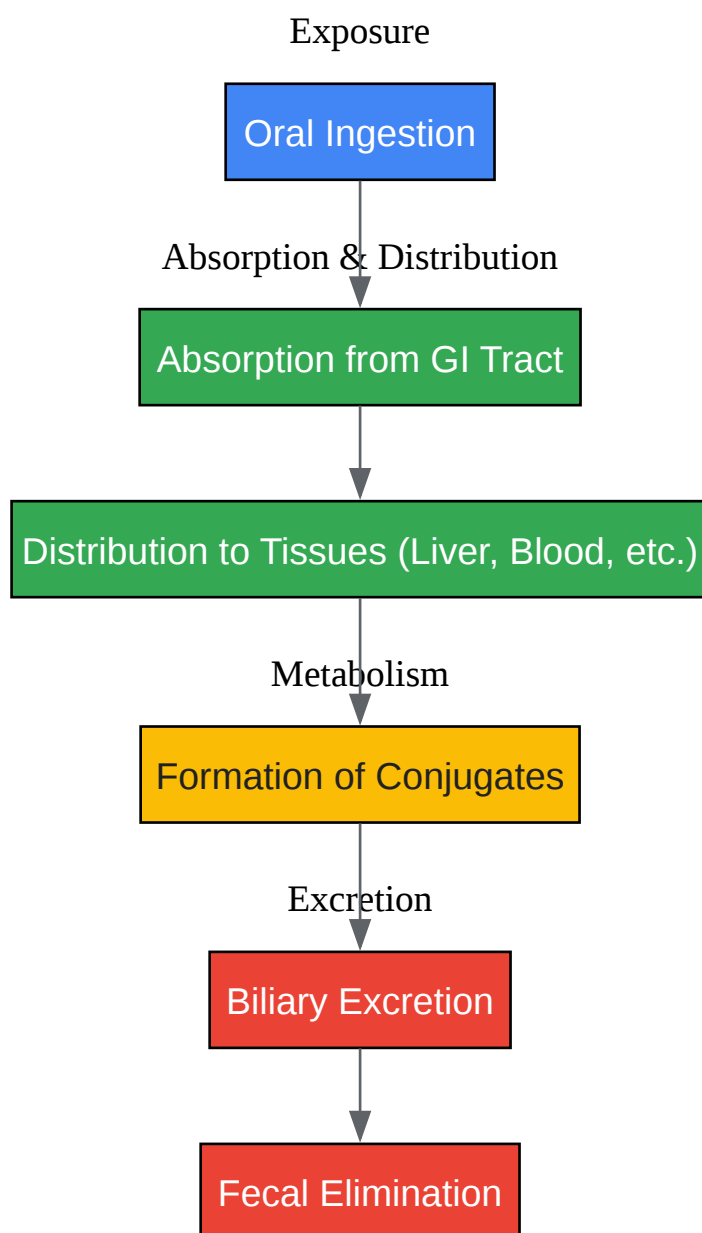 Exposure
Oral Ingestion
Absorption & Distribution
Absorption from GI Tract
Distribution to Tissues (Liver, Blood, etc.)
Metabolism
Formation of Conjugates
Excretion
Biliary Excretion
Fecal Elimination